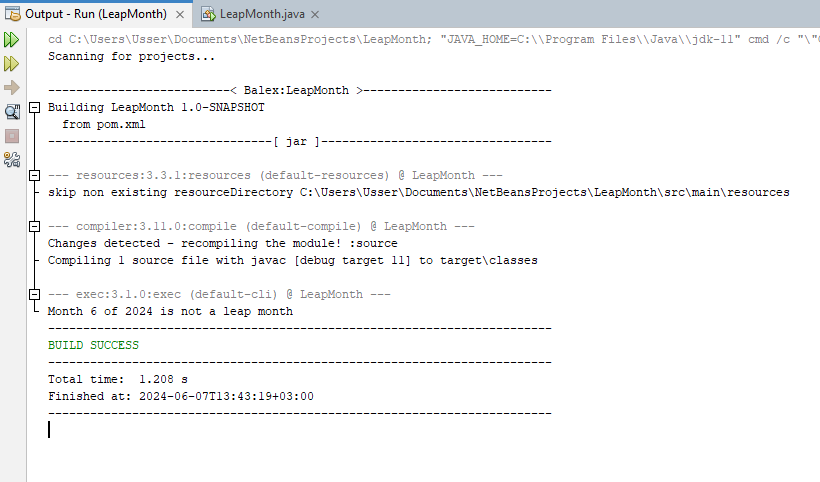 Output - Run (LeapMonth) LeapMonth.java
cd C:\Users\Usser\Documents\NetBeansProjects\LeapMonth; "JAVA_HOME=C:\\Program Files\\Java\\jdk-11" cmd /c "\"
Scanning for projects...
--------------------------< Balex:LeapMonth >---------------------------
Building LeapMonth 1.0-SNAPSHOT
from pom.xml
--------------------------------[ jar ]---------------------------------
--- resources:3.3.1:resources (default-resources) @ LeapMonth ---
skip non existing resourceDirectory C:\Users\Usser\Documents\NetBeansProjects\LeapMonth\src\main\resources
--- compiler:3.11.0:compile (default-compile) @ LeapMonth ---
Changes detected - recompiling the module! :source
Compiling 1 source file with javac [debug target 11] to target\classes
--- exec:3.1.0:exec (default-cli) @ LeapMonth ---
Month 6 of 2024 is not a leap month
------------------------------------------------------------------------
BUILD SUCCESS
------------------------------------------------------------------------
Total time:  1.208 s
Finished at: 2024-06-07T13:43:19+03:00
------------------------------------------------------------------------